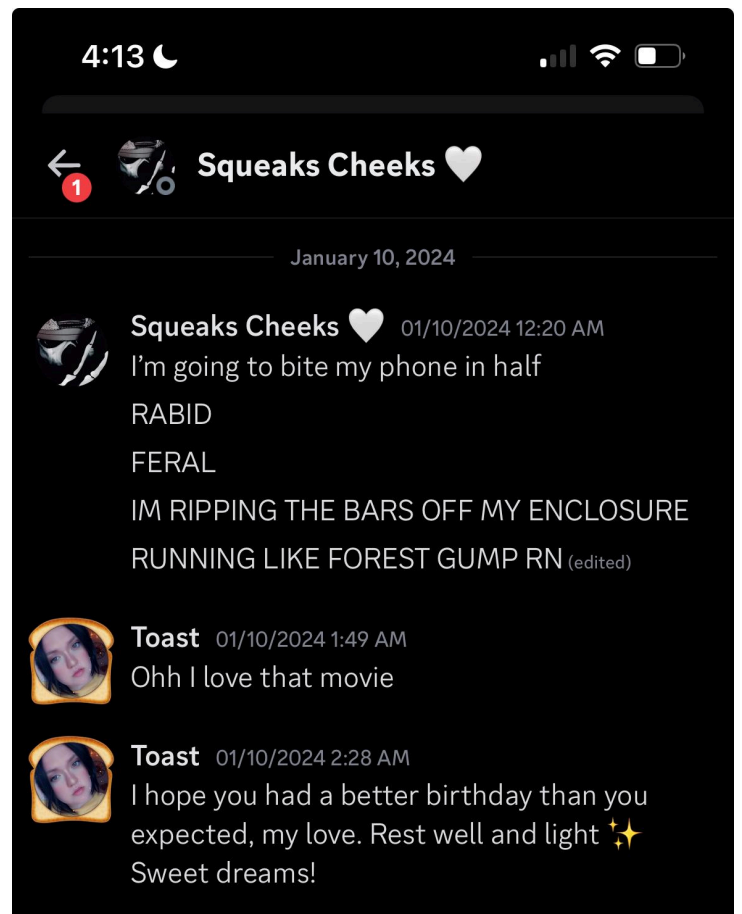 4:13
1
Squeaks Cheeks 🤍
January 10, 2024
Squeaks Cheeks 🤍 01/10/2024 12:20 AM
I'm going to bite my phone in half
RABID
FERAL
IM RIPPING THE BARS OFF MY ENCLOSURE
RUNNING LIKE FOREST GUMP RN (edited)
Toast 01/10/2024 1:49 AM
Ohh I love that movie
Toast 01/10/2024 2:28 AM
I hope you had a better birthday than you
expected, my love. Rest well and light ✨
Sweet dreams!